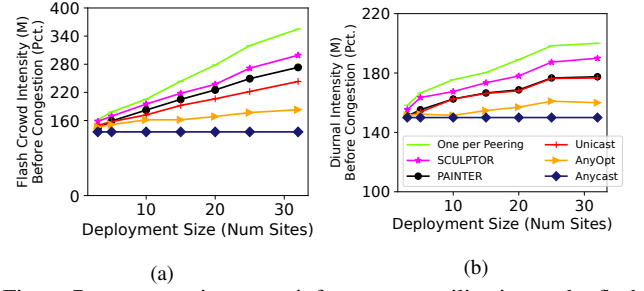 400
340
280
220
160
0
Flash Crowd Intensity (M)
Before Congestion (Pct.)
10 20 30
Deployment Size (Num Sites)
(a)
220
180
140
100
Diurnal Intensity (M)
Before Congestion (Pct.)
One per Peering
SCULPTOR
PAINTER
Unicast
AnyOpt
Anycast
10 20 30
Deployment Size (Num Sites)
(b)